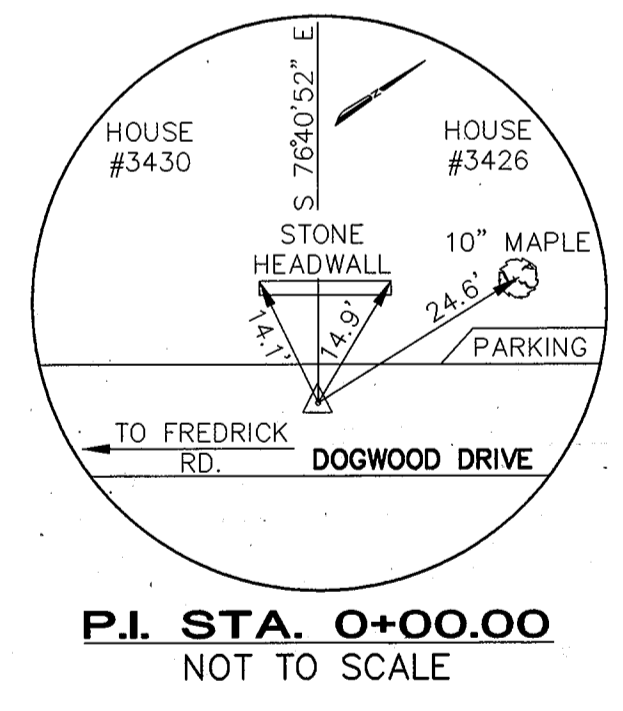 S 76°40'52" E
N
HOUSE
#3430
HOUSE
#3426
STONE
HEADWALL
10" MAPLE
14.1'
14.9'
24.6'
PARKING
TO FREDRICK
RD.
DOGWOOD DRIVE
P.I. STA. 0+00.00
NOT TO SCALE